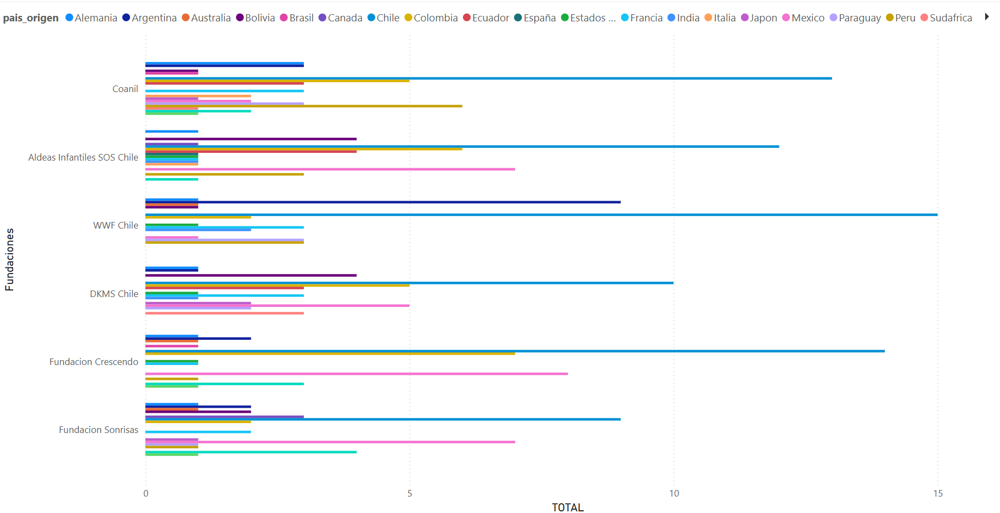 pais_origen Alemania Argentina Australia Bolivia Brasil Canada Chile Colombia Ecuador España Estados ... Francia India Italia Japon Mexico Paraguay Peru Sudafrica
Coanil
Aldeas Infantiles SOS Chile
WWF Chile
DKMS Chile
Fundacion Crescendo
Fundacion Sonrisas
Fundaciones
0 5 10 15
TOTAL